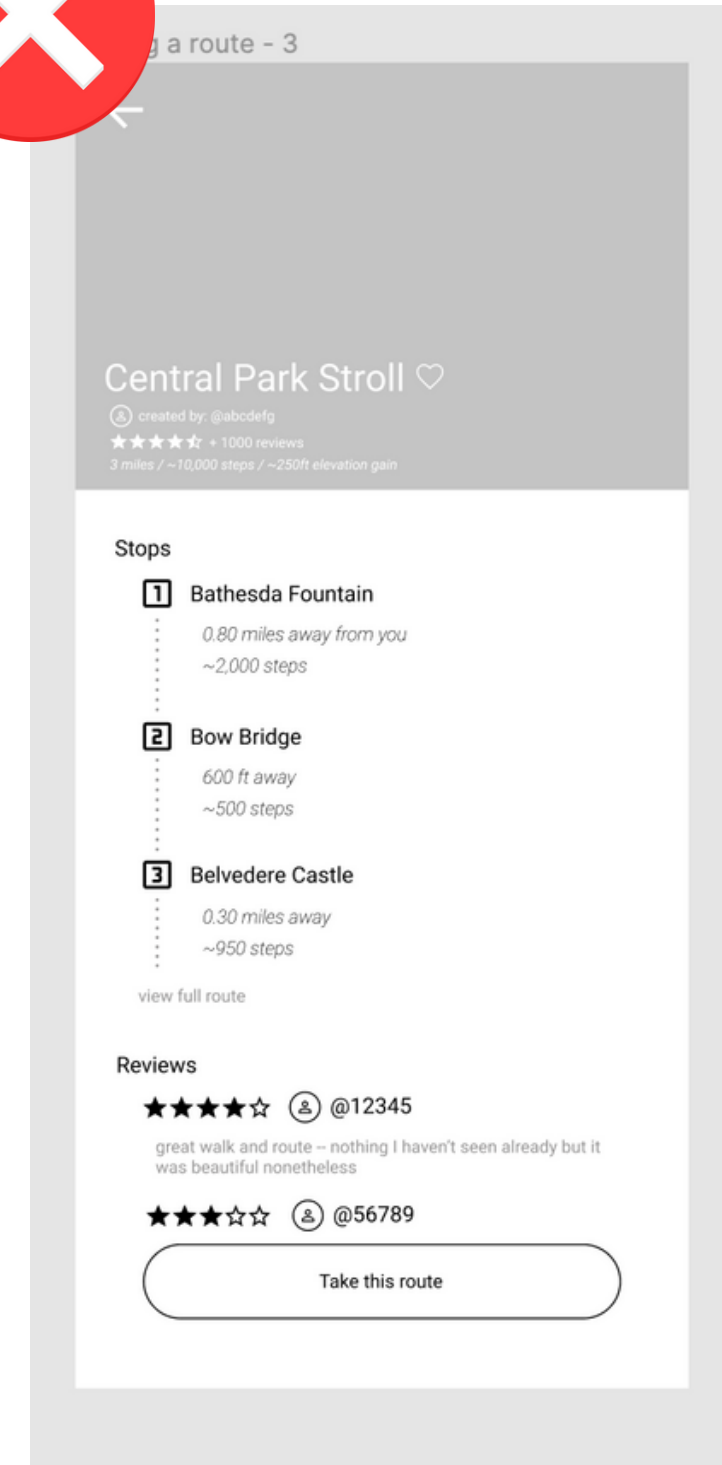 a route - 3
Central Park Stroll
created by: @abcdefg
+ 1000 reviews
3 miles / ~10,000 steps / ~250ft elevation gain
Stops
1 Bathesda Fountain
0.80 miles away from you
~2,000 steps
2 Bow Bridge
600 ft away
~500 steps
3 Belvedere Castle
0.30 miles away
~950 steps
view full route
Reviews
@12345
great walk and route -- nothing I haven't seen already but it
was beautiful nonetheless
@56789
Take this route